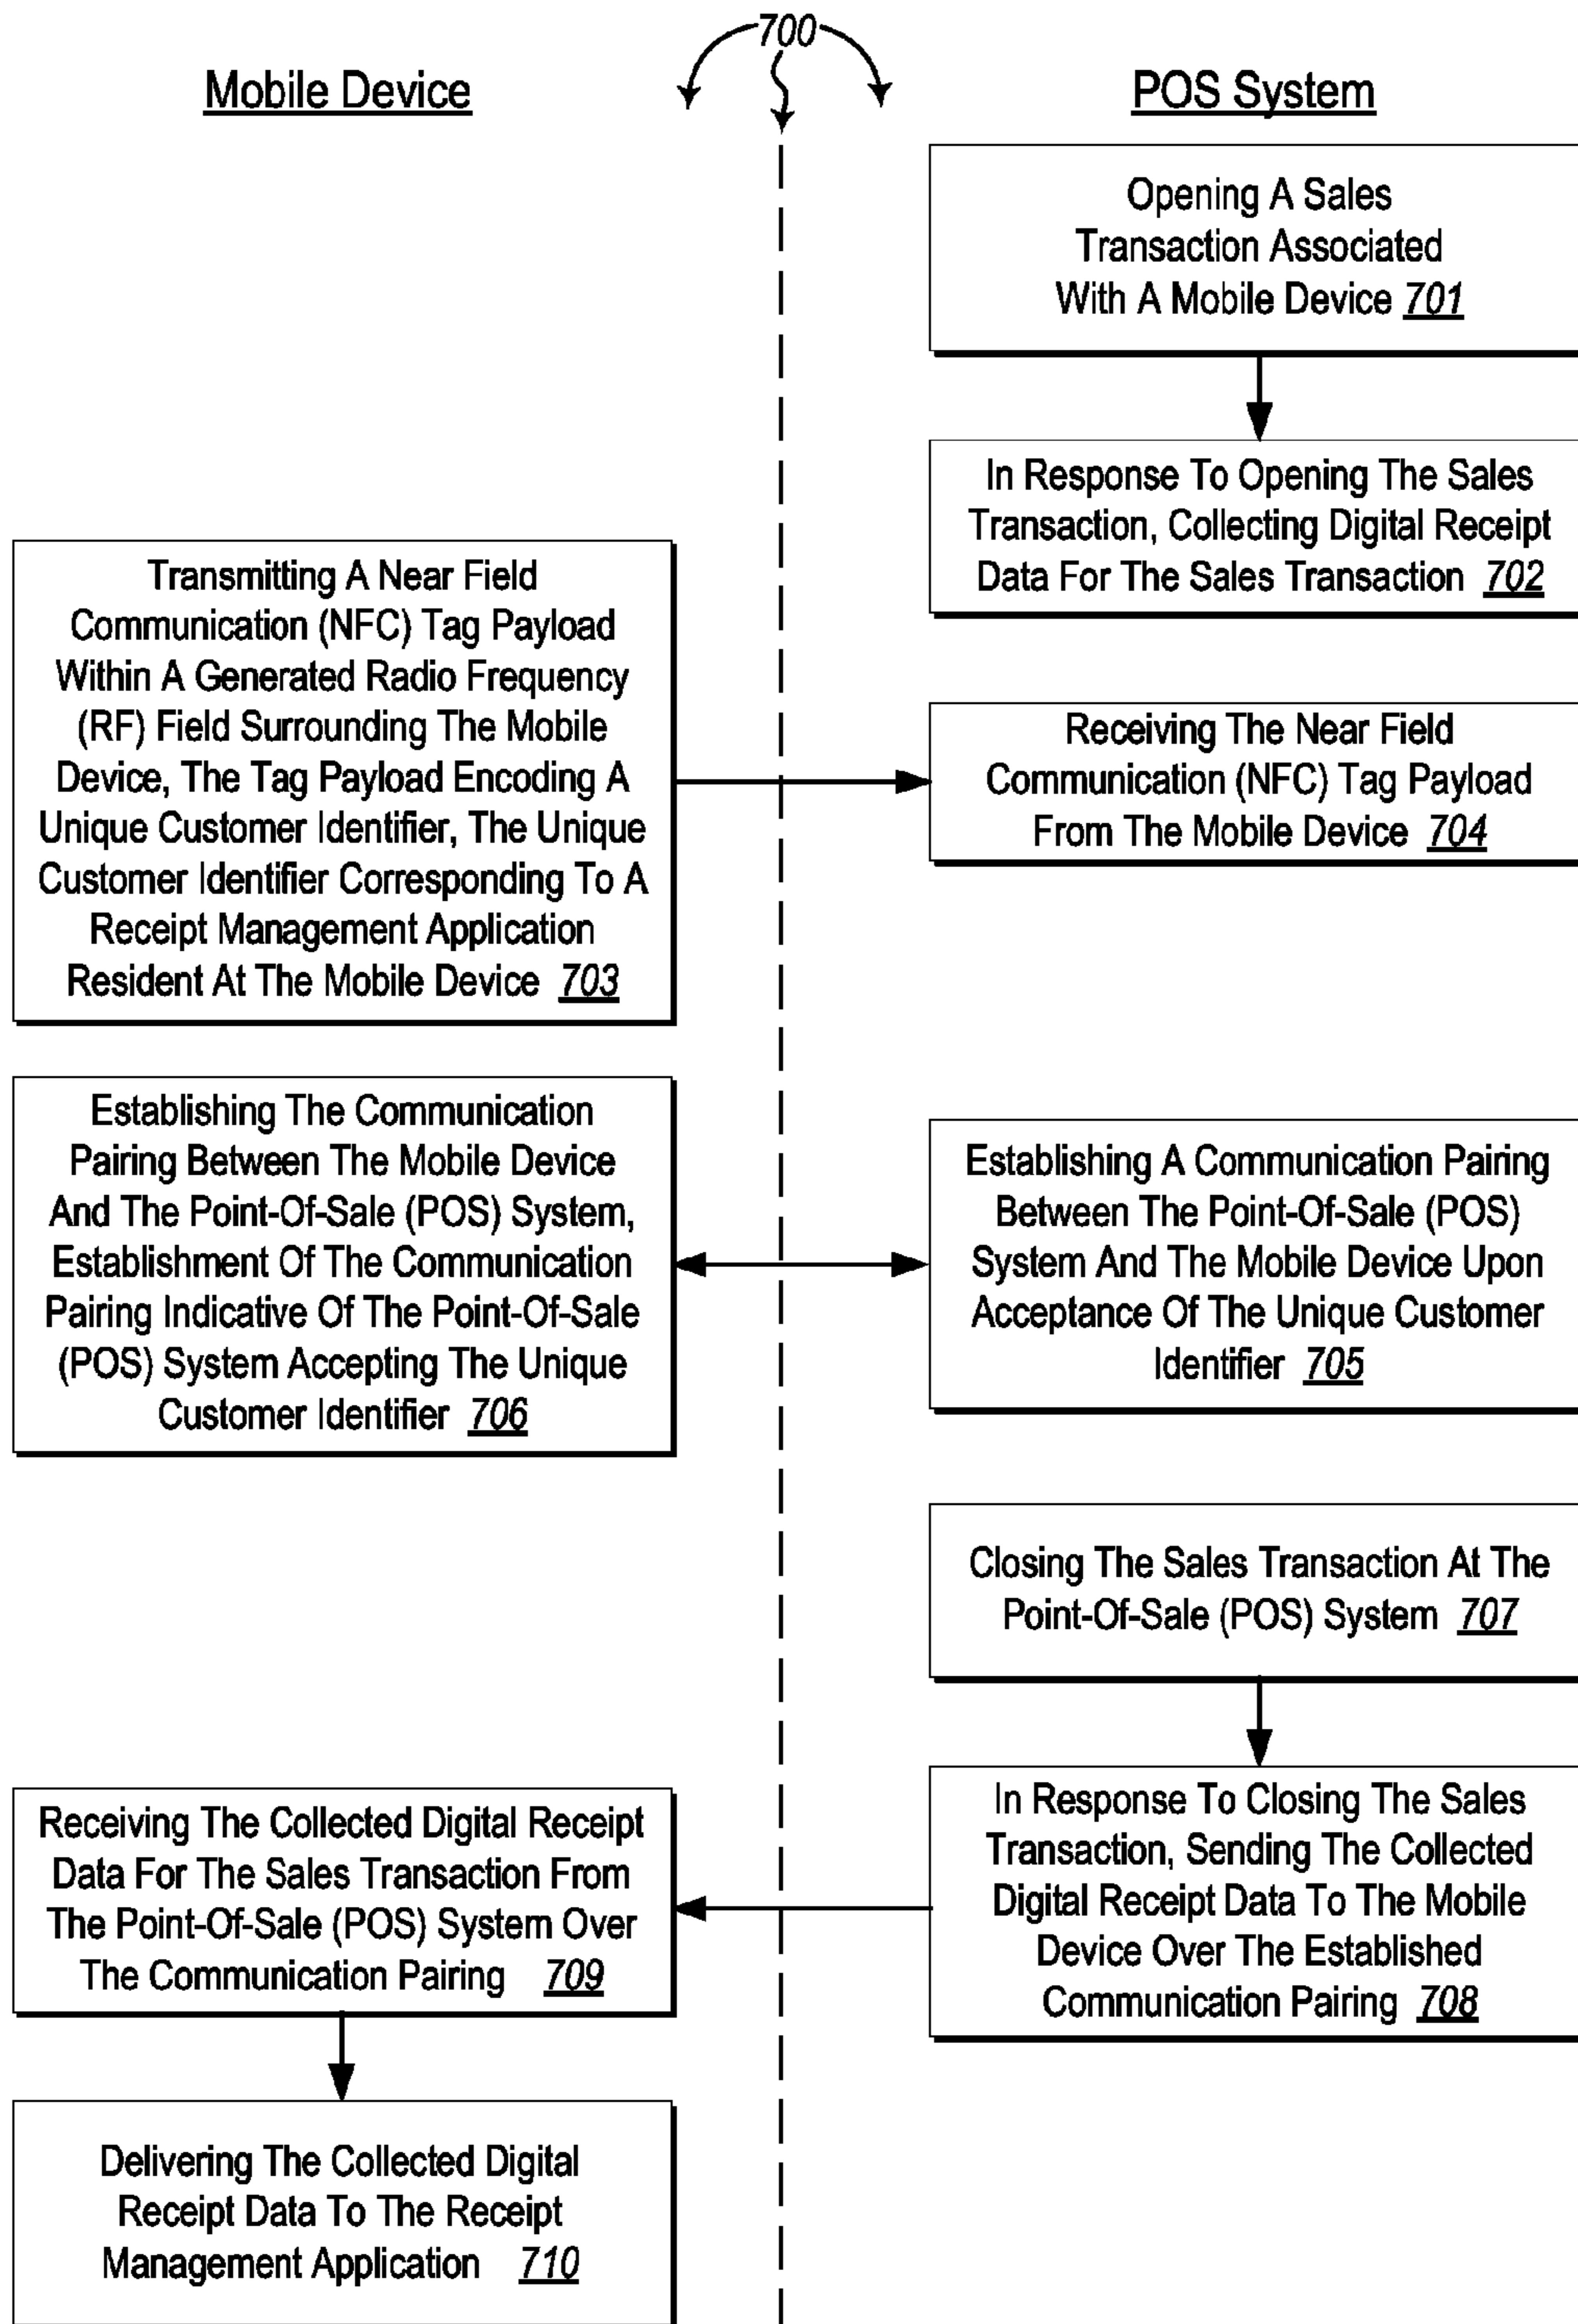 700
Mobile Device
POS System
Opening A Sales
Transaction Associated
With A Mobile Device 701
In Response To Opening The Sales
Transaction, Collecting Digital Receipt
Data For The Sales Transaction 702
Transmitting A Near Field
Communication (NFC) Tag Payload
Within A Generated Radio Frequency
(RF) Field Surrounding The Mobile
Device, The Tag Payload Encoding A
Unique Customer Identifier, The Unique
Customer Identifier Corresponding To A
Receipt Management Application
Resident At The Mobile Device 703
Receiving The Near Field
Communication (NFC) Tag Payload
From The Mobile Device 704
Establishing The Communication
Pairing Between The Mobile Device
And The Point-Of-Sale (POS) System,
Establishment Of The Communication
Pairing Indicative Of The Point-Of-Sale
(POS) System Accepting The Unique
Customer Identifier 706
Establishing A Communication Pairing
Between The Point-Of-Sale (POS)
System And The Mobile Device Upon
Acceptance Of The Unique Customer
Identifier 705
Closing The Sales Transaction At The
Point-Of-Sale (POS) System 707
In Response To Closing The Sales
Transaction, Sending The Collected
Digital Receipt Data To The Mobile
Device Over The Established
Communication Pairing 708
Receiving The Collected Digital Receipt
Data For The Sales Transaction From
The Point-Of-Sale (POS) System Over
The Communication Pairing 709
Delivering The Collected Digital
Receipt Data To The Receipt
Management Application 710